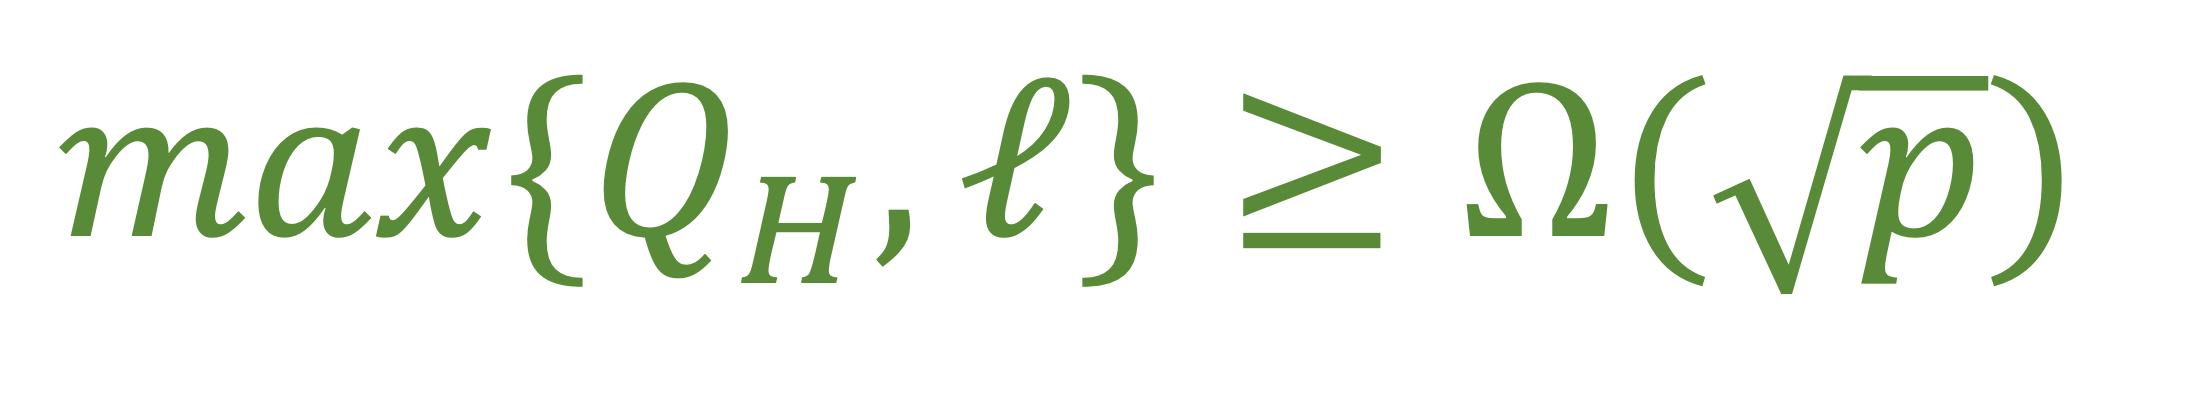 max{Q_H, ℓ} ≥ Ω(√p)